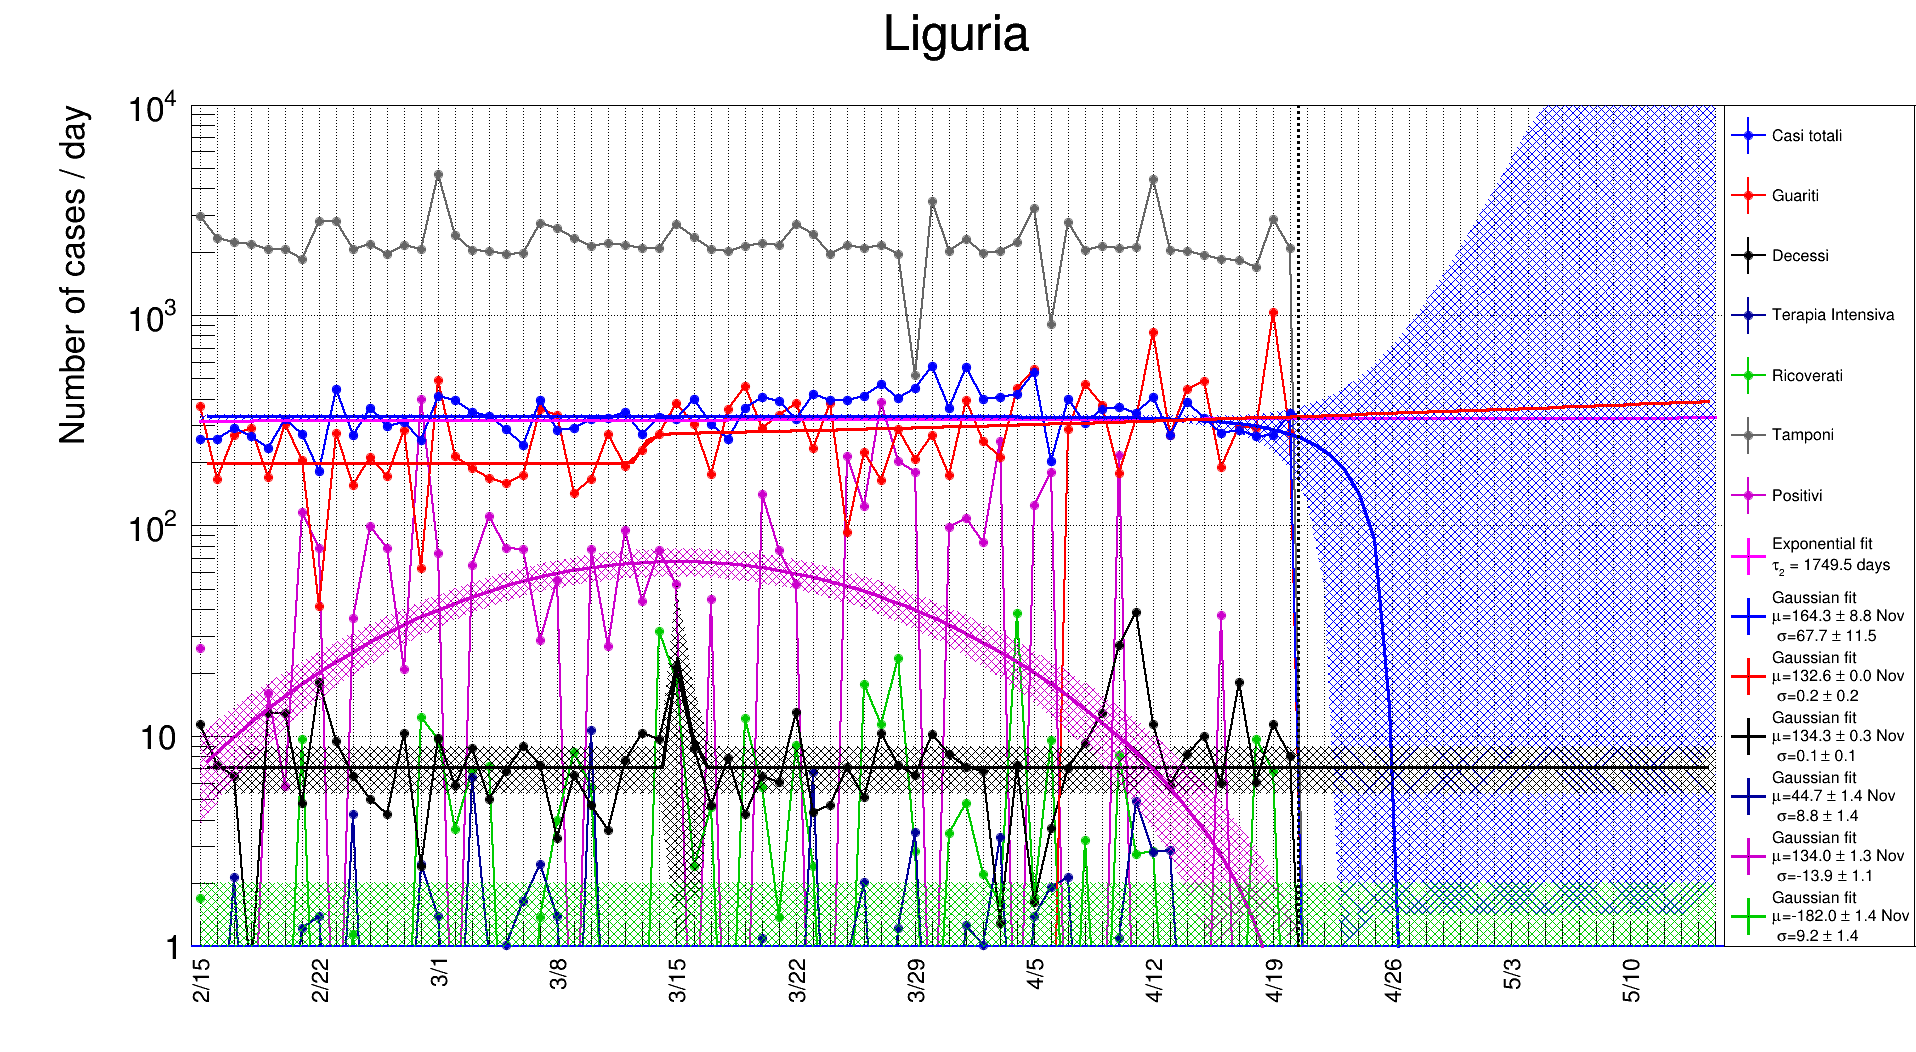 Liguria
Number of cases / day
10⁴
10³
10²
10
1
2/15
2/22
3/1
3/8
3/15
3/22
3/29
4/5
4/12
4/19
4/26
5/3
5/10
Casi totali
Guariti
Decessi
Terapia Intensiva
Ricoverati
Tamponi
Positivi
Exponential fit
τ₂ = 1749.5 days
Gaussian fit
μ=164.3 ± 8.8 Nov
σ=67.7 ± 11.5
Gaussian fit
μ=132.6 ± 0.0 Nov
σ=0.2 ± 0.2
Gaussian fit
μ=134.3 ± 0.3 Nov
σ=0.1 ± 0.1
Gaussian fit
μ=44.7 ± 1.4 Nov
σ=8.8 ± 1.4
Gaussian fit
μ=134.0 ± 1.3 Nov
σ=-13.9 ± 1.1
Gaussian fit
μ=-182.0 ± 1.4 Nov
σ=9.2 ± 1.4